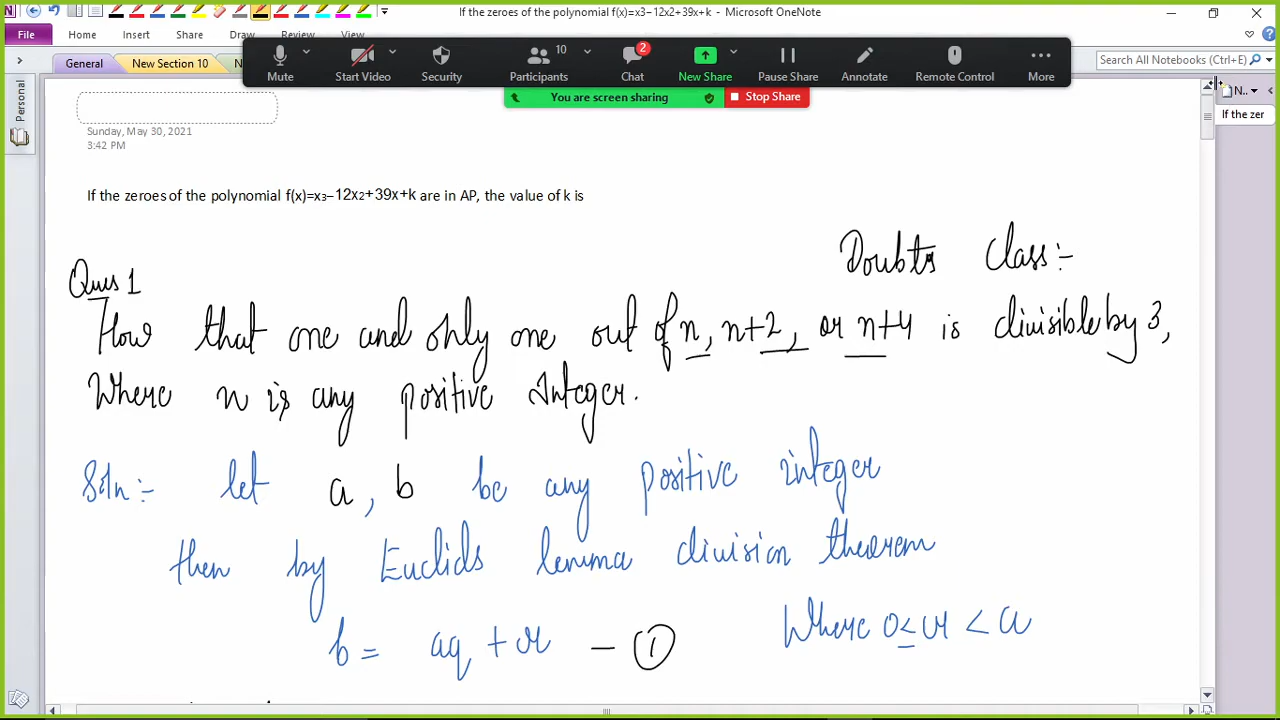 If the zeroes of the polynomial f(x)=x3−12x2+39x+k - Microsoft OneNote
File Home Insert Share Draw View
10 2
Mute Start Video Security Participants Chat New Share Pause Share Annotate Remote Control More
General New Section 10 N
Search All Notebooks (Ctrl+E)
You are screen sharing Stop Share
N..
If the zer
Personal
Sunday, May 30, 2021
3:42 PM
If the zeroes of the polynomial f(x)=x3−12x2+39x+k are in AP, the value of k is
Doubts Class:-
Ques 1
How that one and only one out of n, n+2, or n+4 is divisible by 3,
Where n is any positive Integer.
Soln:- let a, b be any positive integer
then by Euclids lemma division theorem
b = aq + r — ① Where 0≤r < a